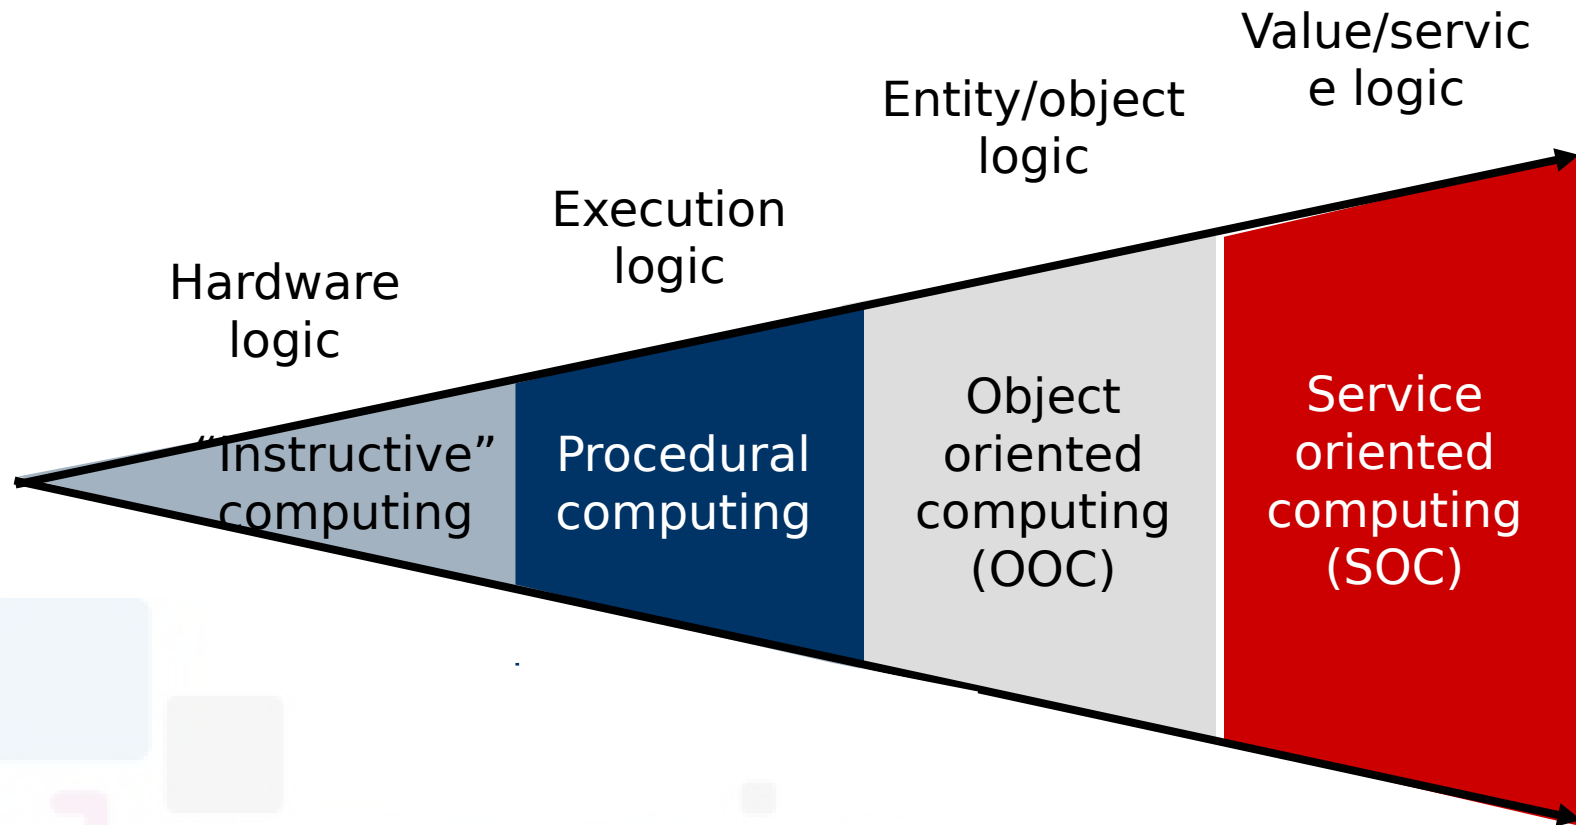 Value/servic
e logic
Entity/object
logic
Execution
logic
Hardware
logic
“Instructive”
computing
Procedural
computing
Object
oriented
computing
(OOC)
Service
oriented
computing
(SOC)